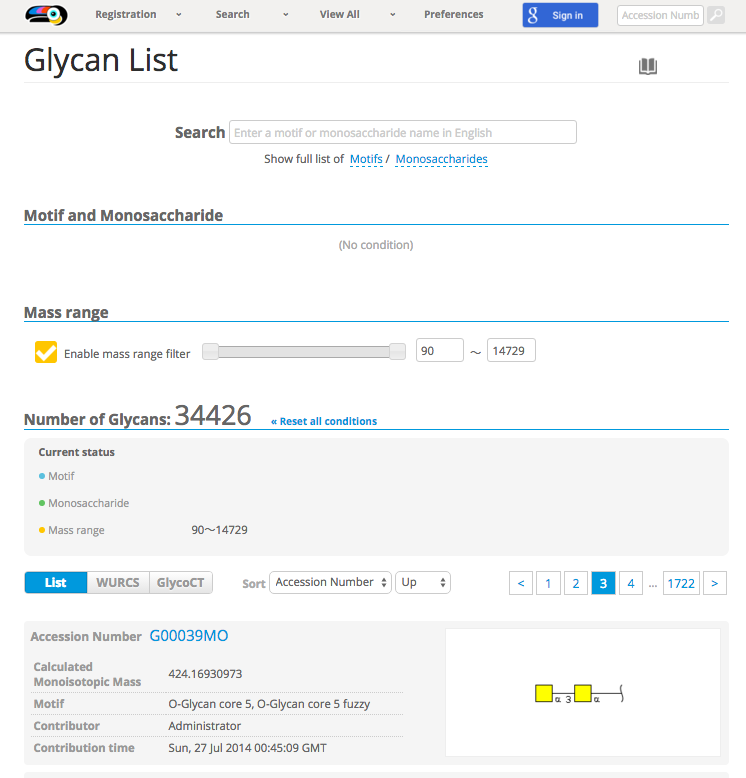 Registration Search View All Preferences g Sign in Accession Numb
Glycan List
Search Enter a motif or monosaccharide name in English
Show full list of Motifs / Monosaccharides
Motif and Monosaccharide
(No condition)
Mass range
Enable mass range filter 90 ～ 14729
Number of Glycans: 34426 « Reset all conditions
Current status
Motif
Monosaccharide
Mass range 90～14729
List WURCS GlycoCT Sort Accession Number Up < 1 2 3 4 ... 1722 >
Accession Number G00039MO
Calculated
Monoisotopic Mass 424.16930973
Motif O-Glycan core 5, O-Glycan core 5 fuzzy
Contributor Administrator
Contribution time Sun, 27 Jul 2014 00:45:09 GMT
α 3 α